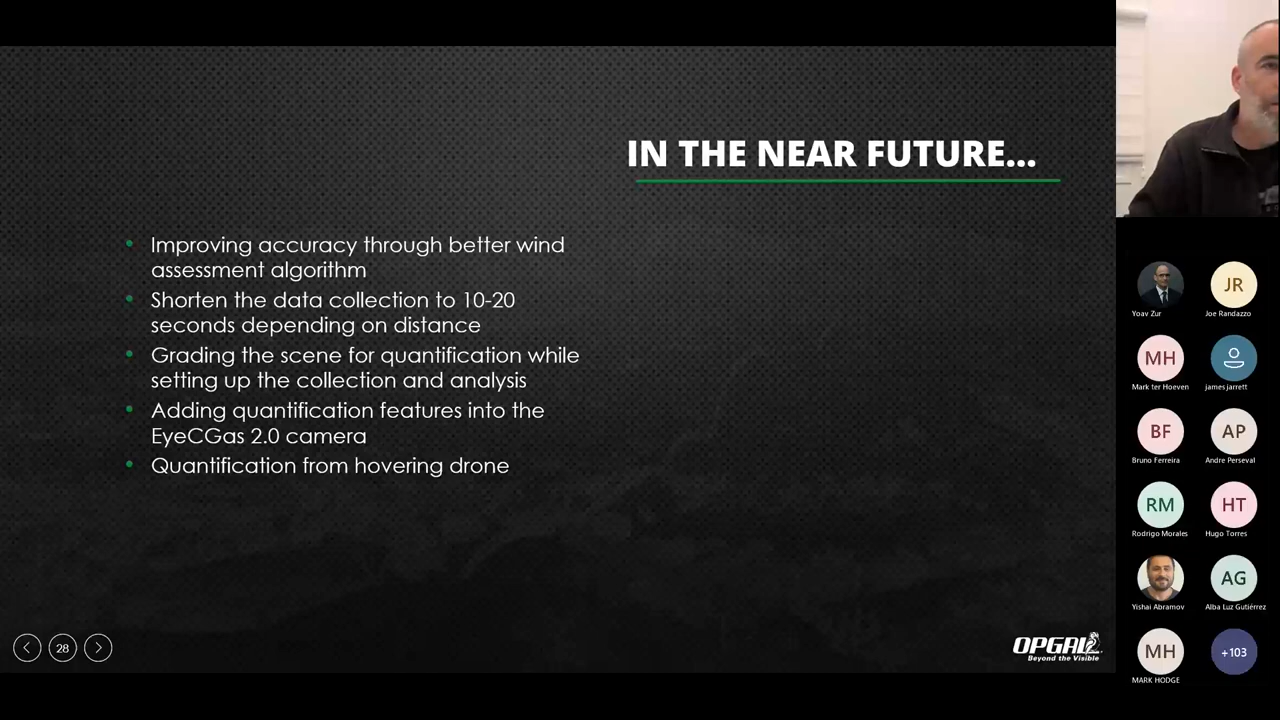 IN THE NEAR FUTURE...
• Improving accuracy through better wind
assessment algorithm
• Shorten the data collection to 10-20
seconds depending on distance
• Grading the scene for quantification while
setting up the collection and analysis
• Adding quantification features into the
EyeCGas 2.0 camera
• Quantification from hovering drone
28
OPGAL
Beyond the Visible
JR
Yoav Zur
Joe Randazzo
MH
Mark ter Hoeven
james jarrett
BF
AP
Bruno Ferreira
Andre Perseval
RM
HT
Rodrigo Morales
Hugo Torres
AG
Yishai Abramov
Alba Luz Gutiérrez
MH
+103
MARK HODGE